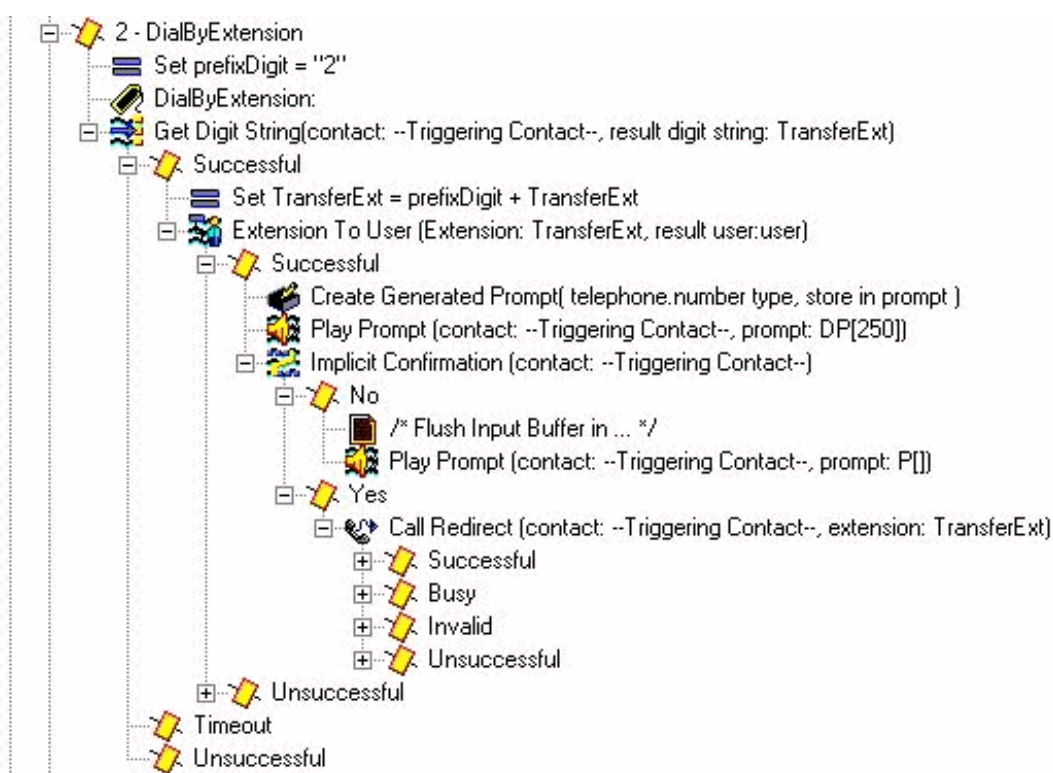 2 - DialByExtension
Set prefixDigit = "2"
DialByExtension:
Get Digit String(contact: --Triggering Contact--, result digit string: TransferExt)
Successful
Set TransferExt = prefixDigit + TransferExt
Extension To User (Extension: TransferExt, result user:user)
Successful
Create Generated Prompt( telephone.number type, store in prompt )
Play Prompt (contact: --Triggering Contact--, prompt: DP[250])
Implicit Confirmation (contact: --Triggering Contact--)
No
/* Flush Input Buffer in ... */
Play Prompt (contact: --Triggering Contact--, prompt: P[])
Yes
Call Redirect (contact: --Triggering Contact--, extension: TransferExt)
Successful
Busy
Invalid
Unsuccessful
Unsuccessful
Timeout
Unsuccessful